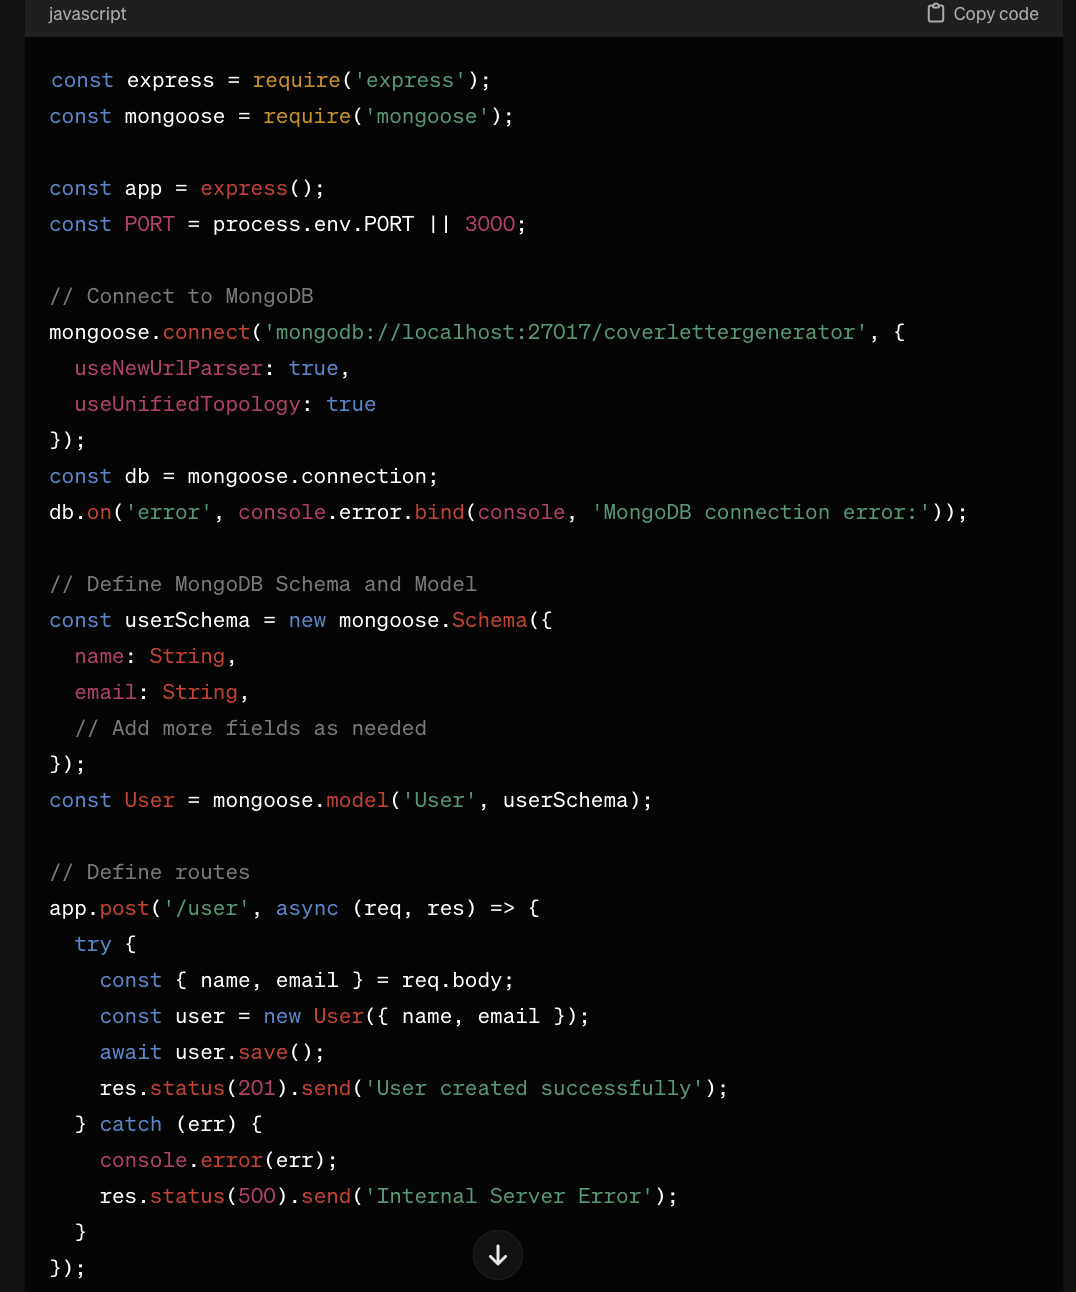 javascript
Copy code
const express = require('express');
const mongoose = require('mongoose');
const app = express();
const PORT = process.env.PORT || 3000;
// Connect to MongoDB
mongoose.connect('mongodb://localhost:27017/coverlettergenerator', {
  useNewUrlParser: true,
  useUnifiedTopology: true
});
const db = mongoose.connection;
db.on('error', console.error.bind(console, 'MongoDB connection error:'));
// Define MongoDB Schema and Model
const userSchema = new mongoose.Schema({
  name: String,
  email: String,
  // Add more fields as needed
});
const User = mongoose.model('User', userSchema);
// Define routes
app.post('/user', async (req, res) => {
  try {
    const { name, email } = req.body;
    const user = new User({ name, email });
    await user.save();
    res.status(201).send('User created successfully');
  } catch (err) {
    console.error(err);
    res.status(500).send('Internal Server Error');
  }
});